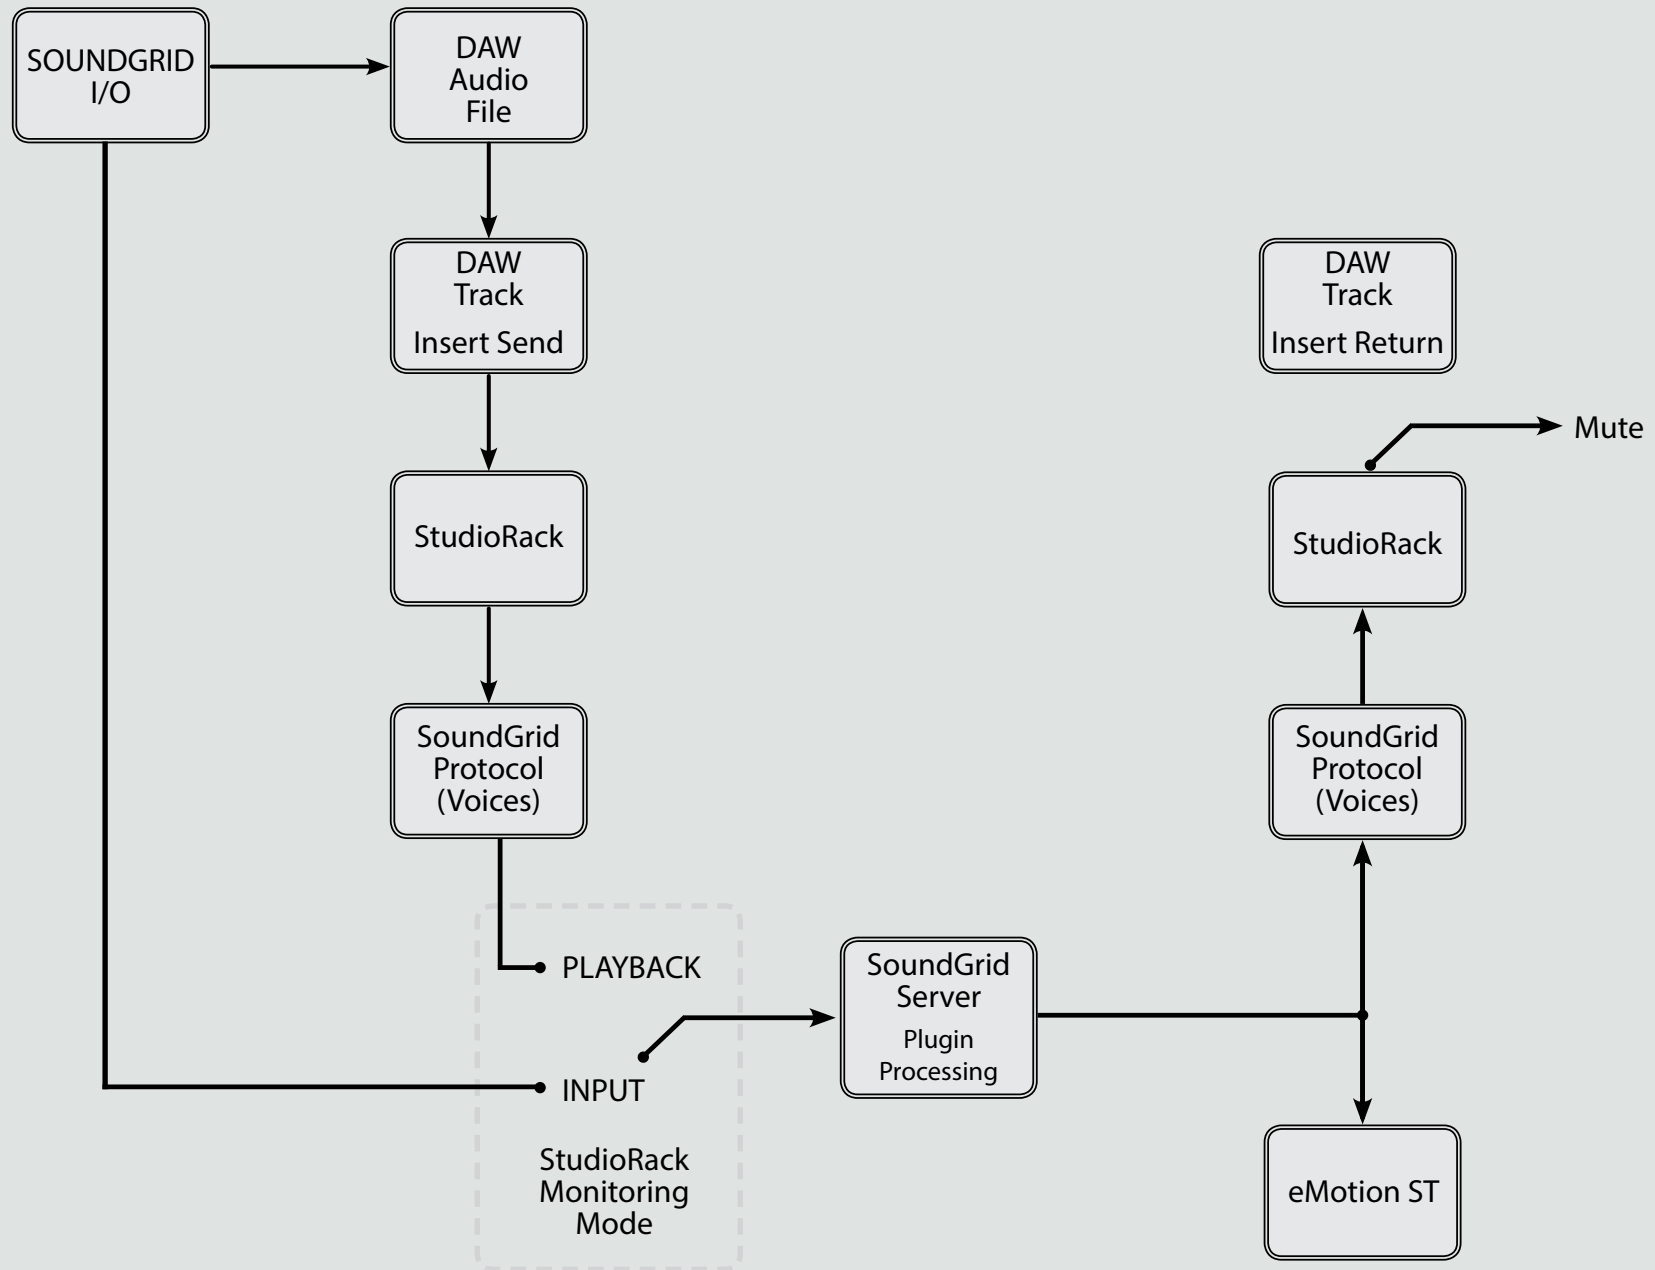 SOUNDGRID
I/O
DAW
Audio
File
DAW
Track
Insert Send
DAW
Track
Insert Return
Mute
StudioRack
StudioRack
SoundGrid
Protocol
(Voices)
SoundGrid
Protocol
(Voices)
PLAYBACK
INPUT
StudioRack
Monitoring
Mode
SoundGrid
Server
Plugin
Processing
eMotion ST